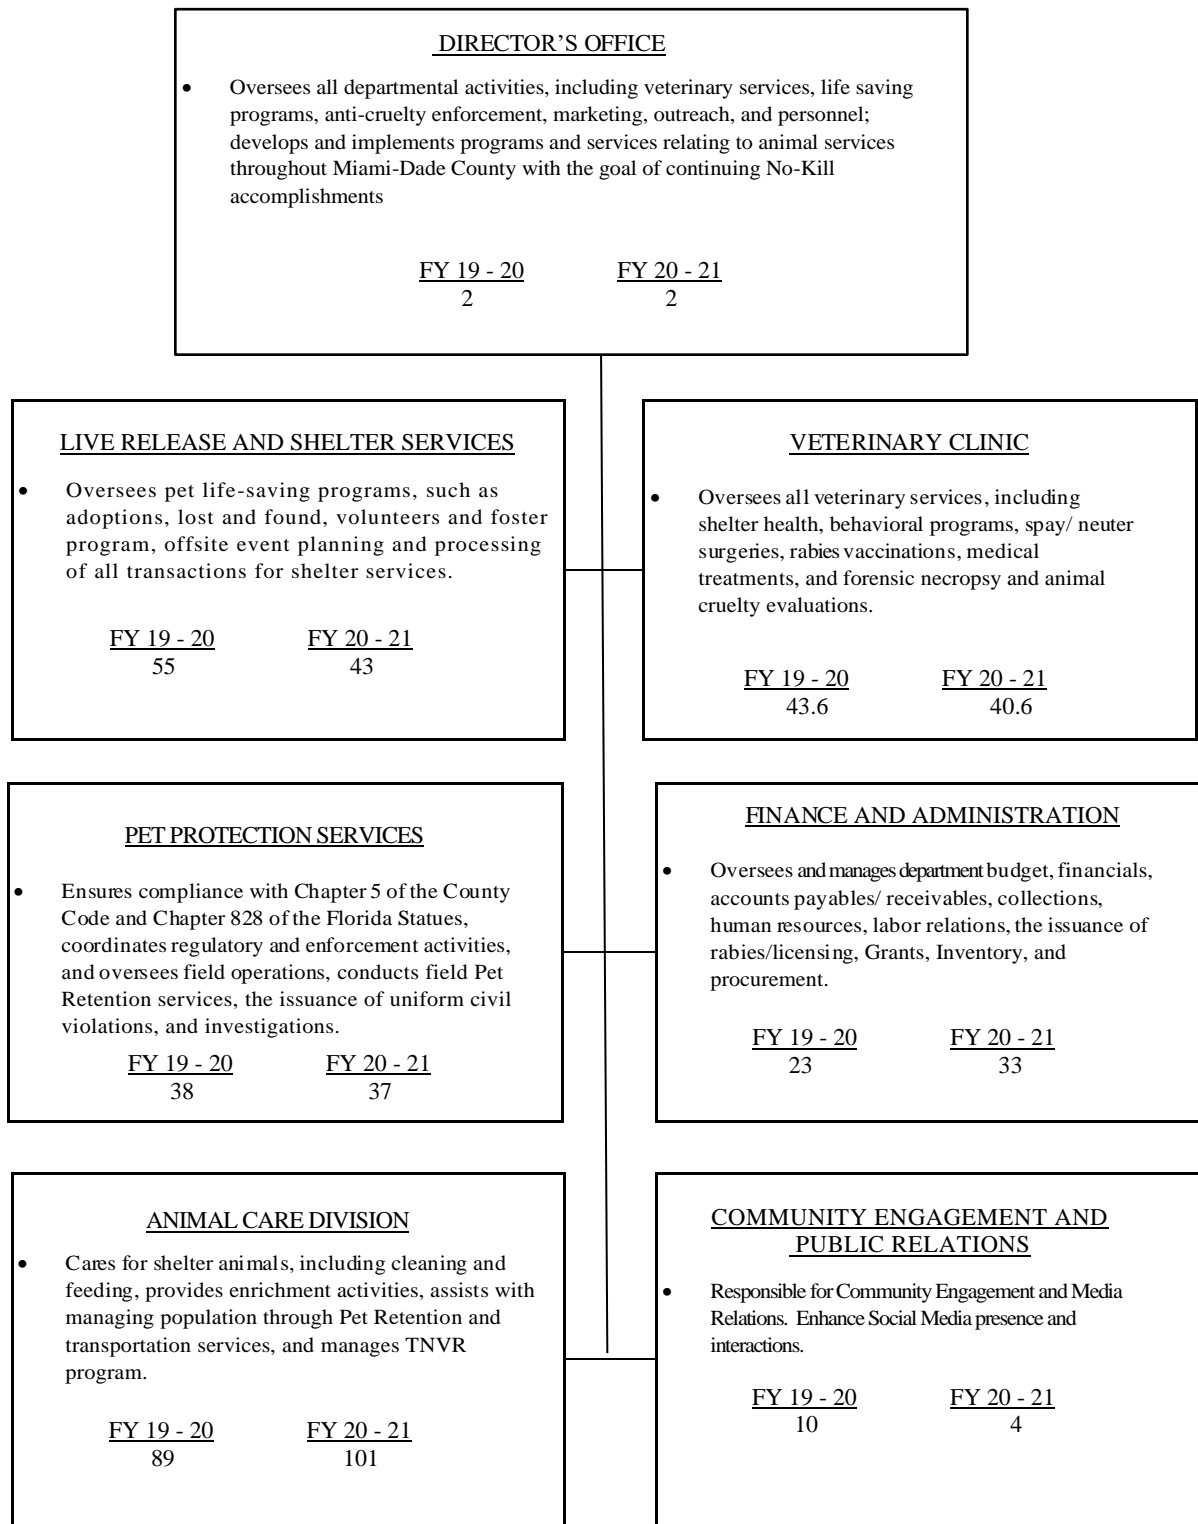 DIRECTOR'S OFFICE
• Oversees all departmental activities, including veterinary services, life saving
programs, anti-cruelty enforcement, marketing, outreach, and personnel;
develops and implements programs and services relating to animal services
throughout Miami-Dade County with the goal of continuing No-Kill
accomplishments
FY 19 - 20 FY 20 - 21
2 2
LIVE RELEASE AND SHELTER SERVICES
• Oversees pet life-saving programs, such as
adoptions, lost and found, volunteers and foster
program, offsite event planning and processing
of all transactions for shelter services.
FY 19 - 20 FY 20 - 21
55 43
VETERINARY CLINIC
• Oversees all veterinary services, including
shelter health, behavioral programs, spay/ neuter
surgeries, rabies vaccinations, medical
treatments, and forensic necropsy and animal
cruelty evaluations.
FY 19 - 20 FY 20 - 21
43.6 40.6
PET PROTECTION SERVICES
• Ensures compliance with Chapter 5 of the County
Code and Chapter 828 of the Florida Statues,
coordinates regulatory and enforcement activities,
and oversees field operations, conducts field Pet
Retention services, the issuance of uniform civil
violations, and investigations.
FY 19 - 20 FY 20 - 21
38 37
FINANCE AND ADMINISTRATION
• Oversees and manages department budget, financials,
accounts payables/ receivables, collections,
human resources, labor relations, the issuance of
rabies/licensing, Grants, Inventory, and
procurement.
FY 19 - 20 FY 20 - 21
23 33
ANIMAL CARE DIVISION
• Cares for shelter animals, including cleaning and
feeding, provides enrichment activities, assists with
managing population through Pet Retention and
transportation services, and manages TNVR
program.
FY 19 - 20 FY 20 - 21
89 101
COMMUNITY ENGAGEMENT AND
PUBLIC RELATIONS
• Responsible for Community Engagement and Media
Relations. Enhance Social Media presence and
interactions.
FY 19 - 20 FY 20 - 21
10 4